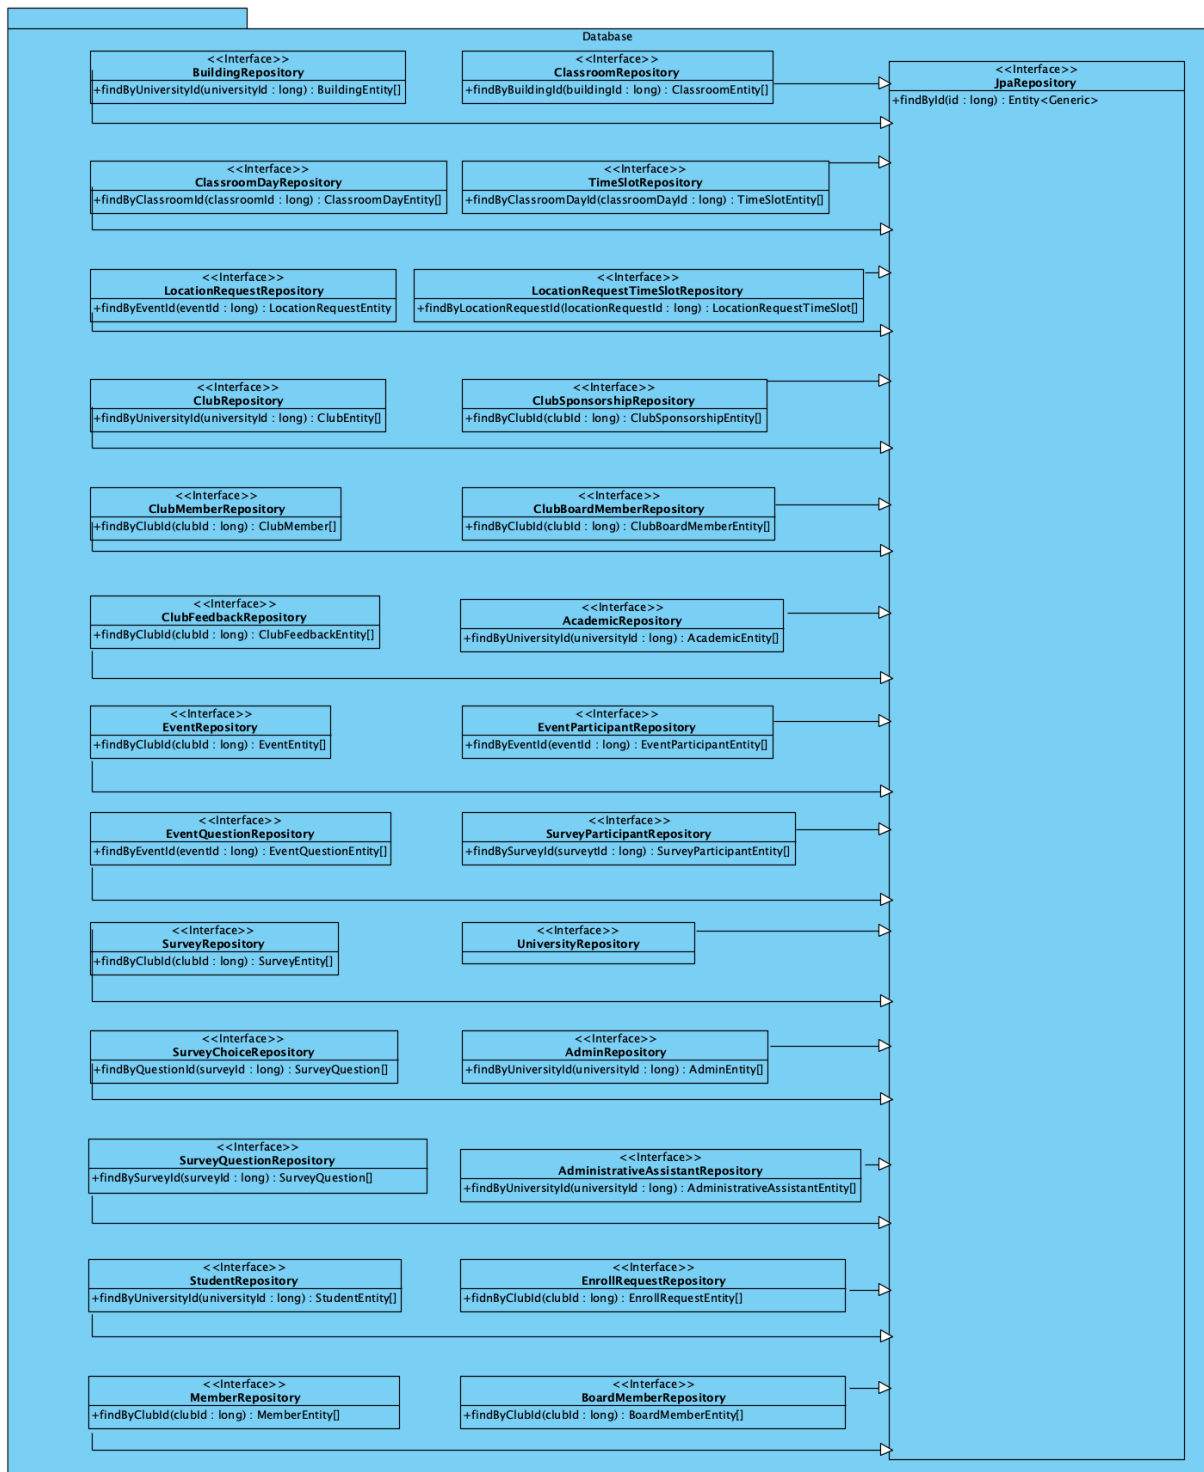 Database
<<Interface>>
BuildingRepository
+findByUniversityId(universityId : long) : BuildingEntity[]
<<Interface>>
ClassroomRepository
+findByBuildingId(buildingId : long) : ClassroomEntity[]
<<Interface>>
JpaRepository
+findById(id : long) : Entity<Generic>
<<Interface>>
ClassroomDayRepository
+findByClassroomId(classroomId : long) : ClassroomDayEntity[]
<<Interface>>
TimeSlotRepository
+findByClassroomDayId(classroomDayId : long) : TimeSlotEntity[]
<<Interface>>
LocationRequestRepository
+findByEventId(eventId : long) : LocationRequestEntity
<<Interface>>
LocationRequestTimeSlotRepository
+findByLocationRequestId(locationRequestId : long) : LocationRequestTimeSlot[]
<<Interface>>
ClubRepository
+findByUniversityId(universityId : long) : ClubEntity[]
<<Interface>>
ClubSponsorshipRepository
+findByClubId(clubId : long) : ClubSponsorshipEntity[]
<<Interface>>
ClubMemberRepository
+findByClubId(clubId : long) : ClubMember[]
<<Interface>>
ClubBoardMemberRepository
+findByClubId(clubId : long) : ClubBoardMemberEntity[]
<<Interface>>
ClubFeedbackRepository
+findByClubId(clubId : long) : ClubFeedbackEntity[]
<<Interface>>
AcademicRepository
+findByUniversityId(universityId : long) : AcademicEntity[]
<<Interface>>
EventRepository
+findByClubId(clubId : long) : EventEntity[]
<<Interface>>
EventParticipantRepository
+findByEventId(eventId : long) : EventParticipantEntity[]
<<Interface>>
EventQuestionRepository
+findByEventId(eventId : long) : EventQuestionEntity[]
<<Interface>>
SurveyParticipantRepository
+findBySurveyId(surveytId : long) : SurveyParticipantEntity[]
<<Interface>>
SurveyRepository
+findByClubId(clubId : long) : SurveyEntity[]
<<Interface>>
UniversityRepository
<<Interface>>
SurveyChoiceRepository
+findByQuestionId(surveyId : long) : SurveyQuestion[]
<<Interface>>
AdminRepository
+findByUniversityId(universityId : long) : AdminEntity[]
<<Interface>>
SurveyQuestionRepository
+findBySurveyId(surveyId : long) : SurveyQuestion[]
<<Interface>>
AdministrativeAssistantRepository
+findByUniversityId(universityId : long) : AdministrativeAssistantEntity[]
<<Interface>>
StudentRepository
+findByUniversityId(universityId : long) : StudentEntity[]
<<Interface>>
EnrollRequestRepository
+fidnByClubId(clubId : long) : EnrollRequestEntity[]
<<Interface>>
MemberRepository
+findByClubId(clubId : long) : MemberEntity[]
<<Interface>>
BoardMemberRepository
+findByClubId(clubId : long) : BoardMemberEntity[]